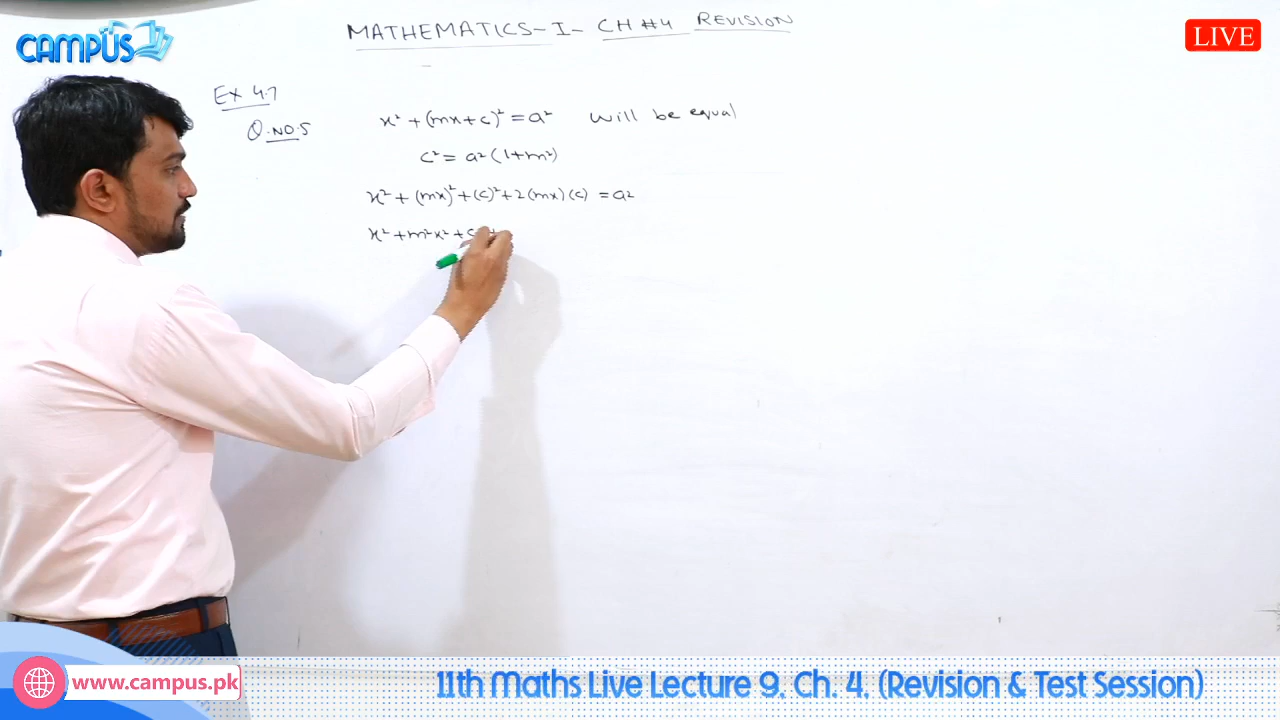 CAMPUS
MATHEMATICS-I- CH #4 REVISION
LIVE
Ex 4.7
Q.NO.5
x² + (mx+c)² = a² will be equal
c² = a²(1+m²)
x² + (mx)² + (c)² + 2(mx)(c) = a²
x² + m²x² + c
www.campus.pk
11th Maths Live Lecture 9, Ch. 4, (Revision & Test Session)